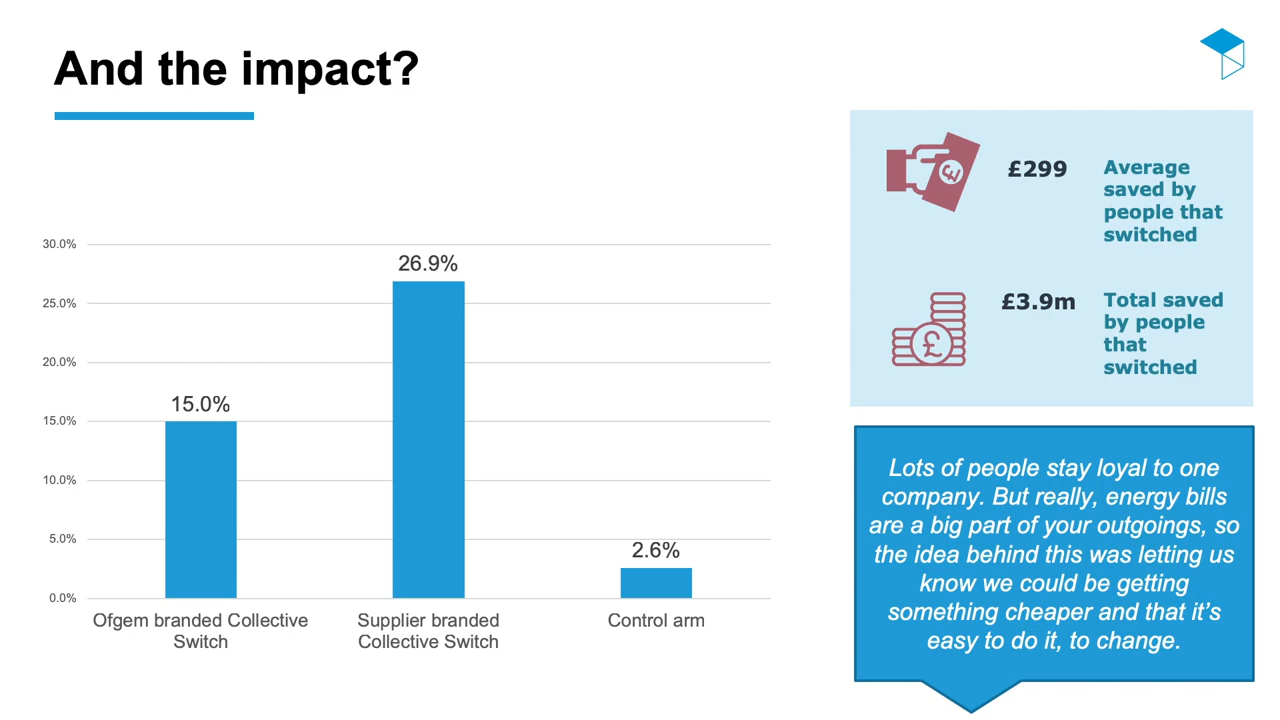 And the impact?
30.0%
25.0%
20.0%
15.0%
10.0%
5.0%
0.0%
15.0%
26.9%
2.6%
Ofgem branded Collective
Switch
Supplier branded
Collective Switch
Control arm
£
£299
Average
saved by
people that
switched
£
£3.9m
Total saved
by people
that
switched
Lots of people stay loyal to one
company. But really, energy bills
are a big part of your outgoings, so
the idea behind this was letting us
know we could be getting
something cheaper and that it’s
easy to do it, to change.